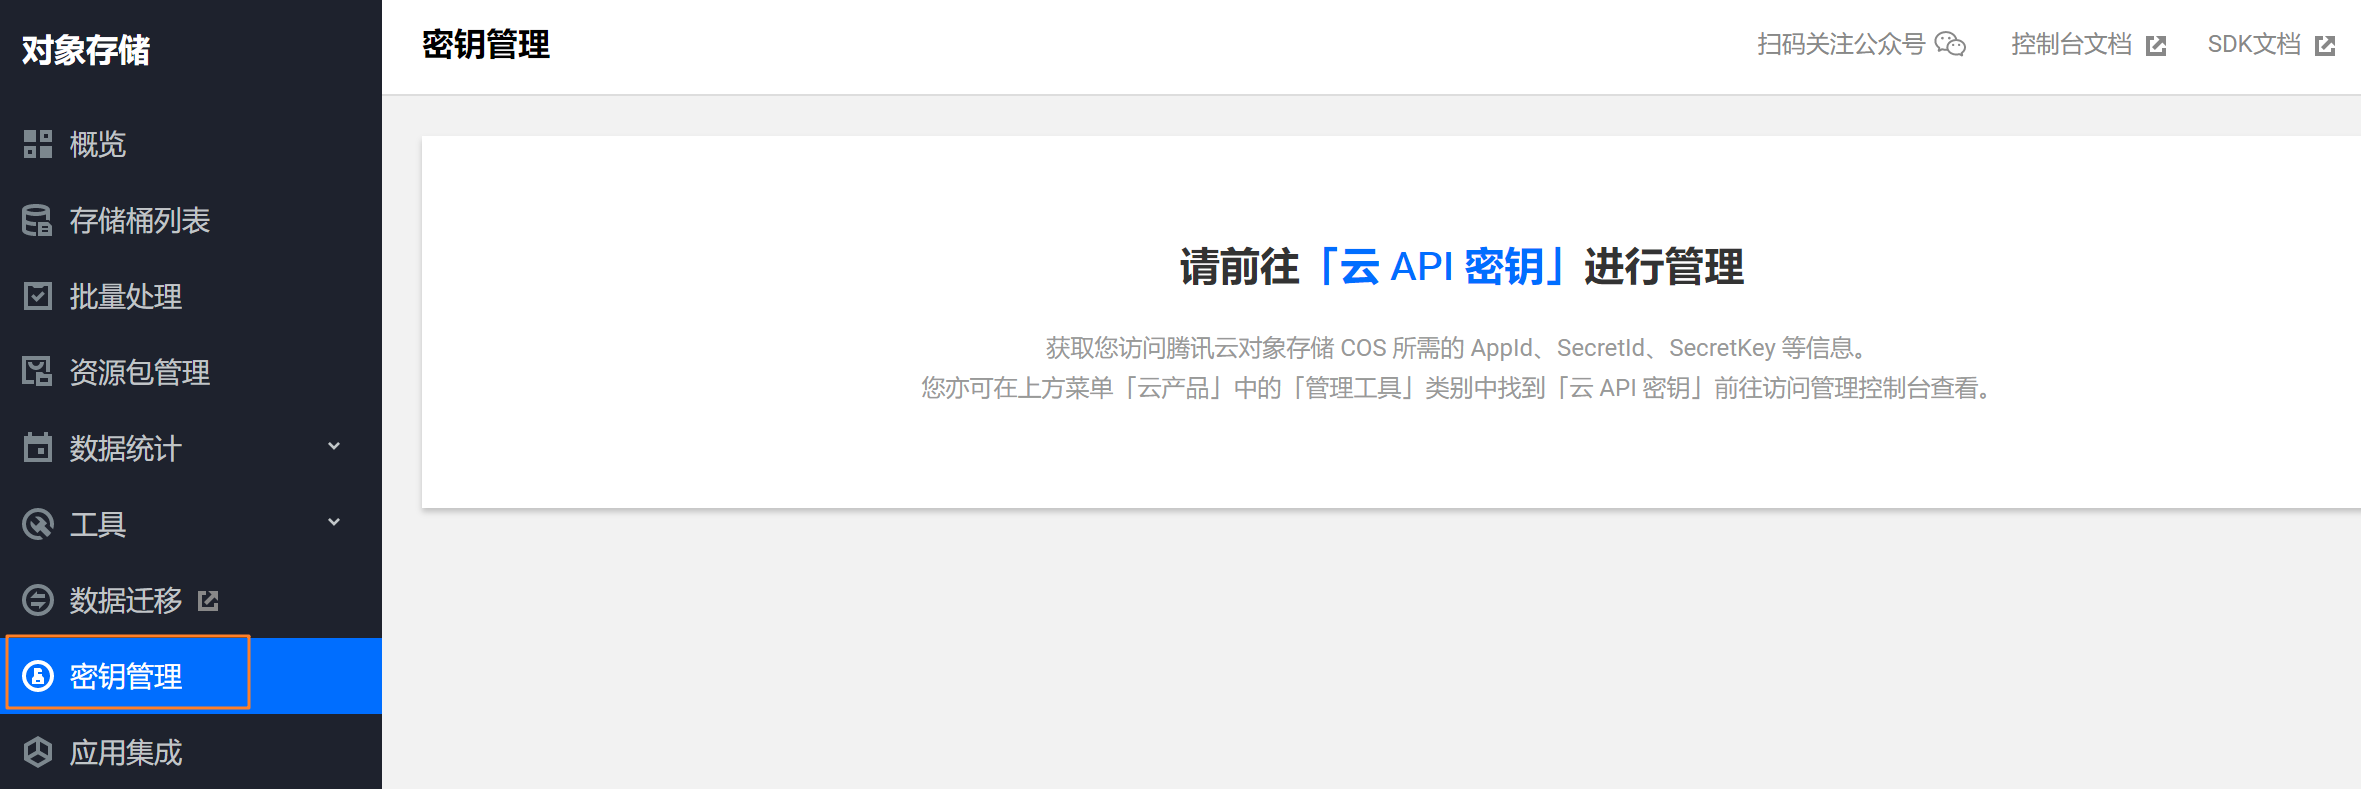 对象存储
概览
存储桶列表
批量处理
资源包管理
数据统计
工具
数据迁移
密钥管理
应用集成
密钥管理
扫码关注公众号
控制台文档
SDK文档
请前往「云 API 密钥」进行管理
获取您访问腾讯云对象存储 COS 所需的 AppId、SecretId、SecretKey 等信息。
您亦可在上方菜单「云产品」中的「管理工具」类别中找到「云 API 密钥」前往访问管理控制台查看。